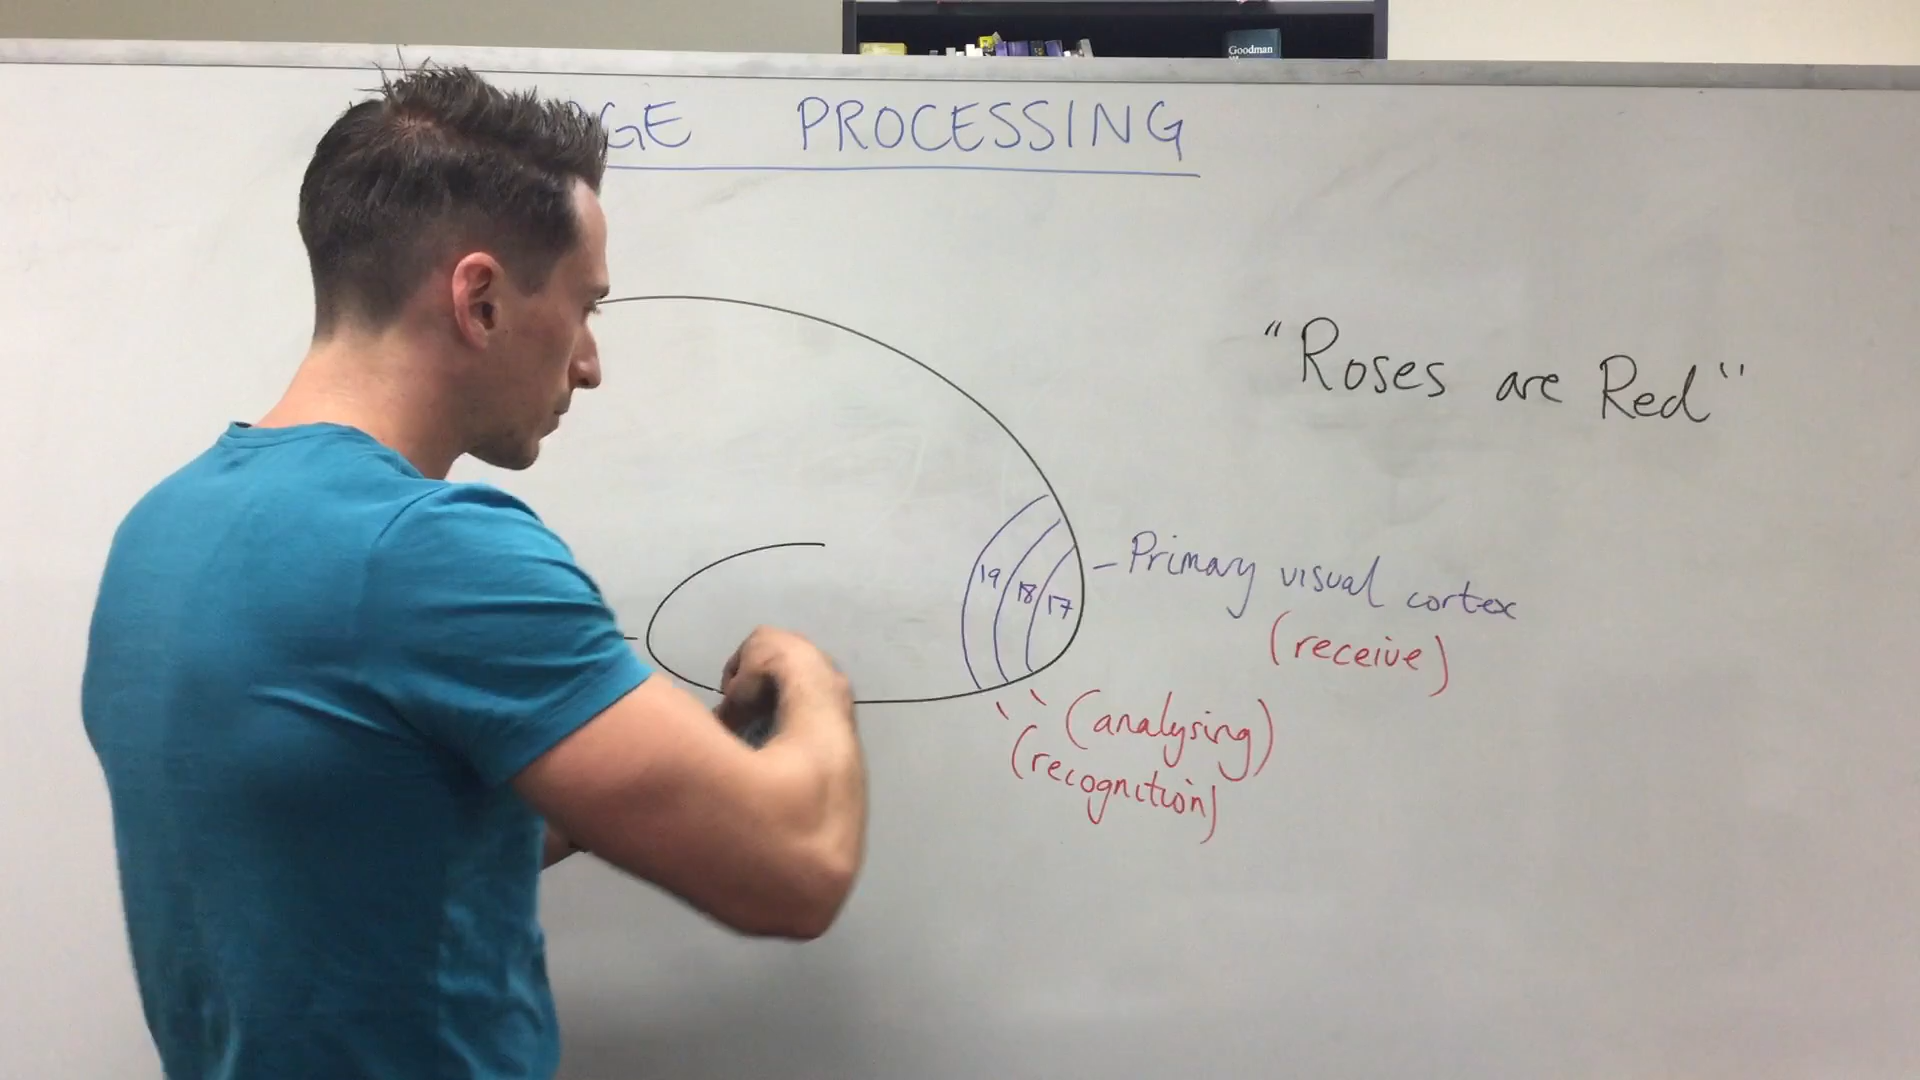 Goodman
GE PROCESSING
"Roses are Red"
19 18 17
Primary visual cortex
(receive)
(analysing)
(recognition)